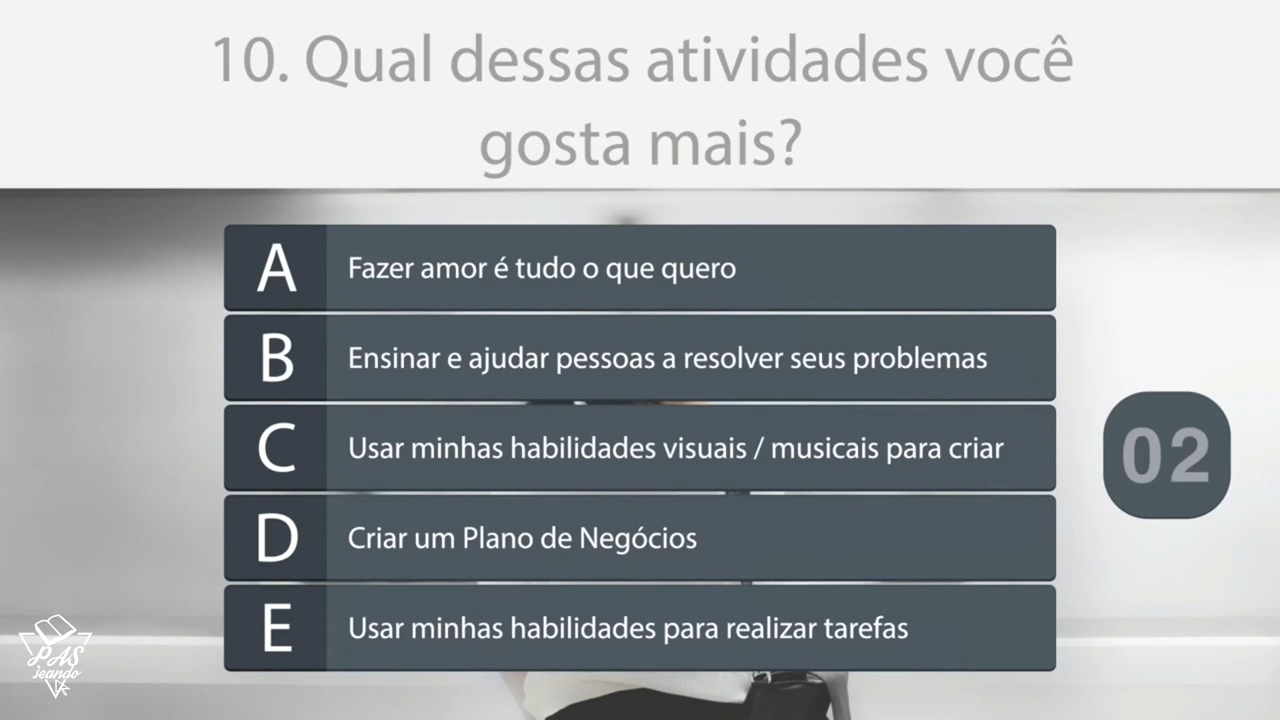 10. Qual dessas atividades você
gosta mais?
A Fazer amor é tudo o que quero
B Ensinar e ajudar pessoas a resolver seus problemas
C Usar minhas habilidades visuais / musicais para criar
02
D Criar um Plano de Negócios
E Usar minhas habilidades para realizar tarefas
PAS
seando